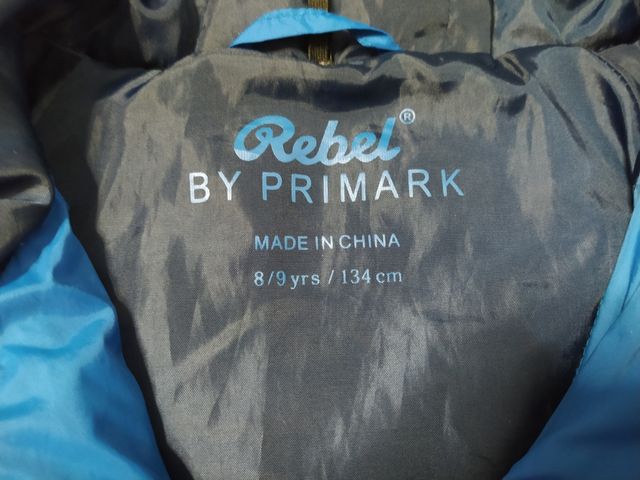 Rebel®
BY PRIMARK
MADE IN CHINA
8/9 yrs / 134 cm